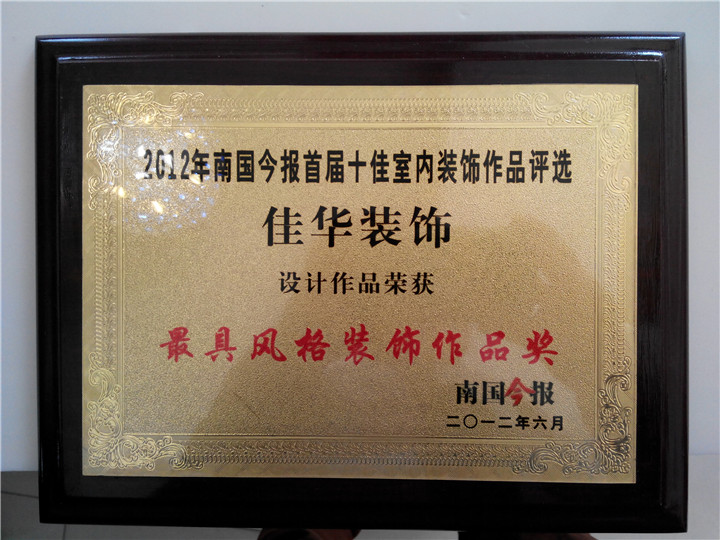 2012年南国今报首届十佳室内装饰作品评选
佳华装饰
设计作品荣获
最具风格装饰作品奖
南国今报
二〇一二年六月